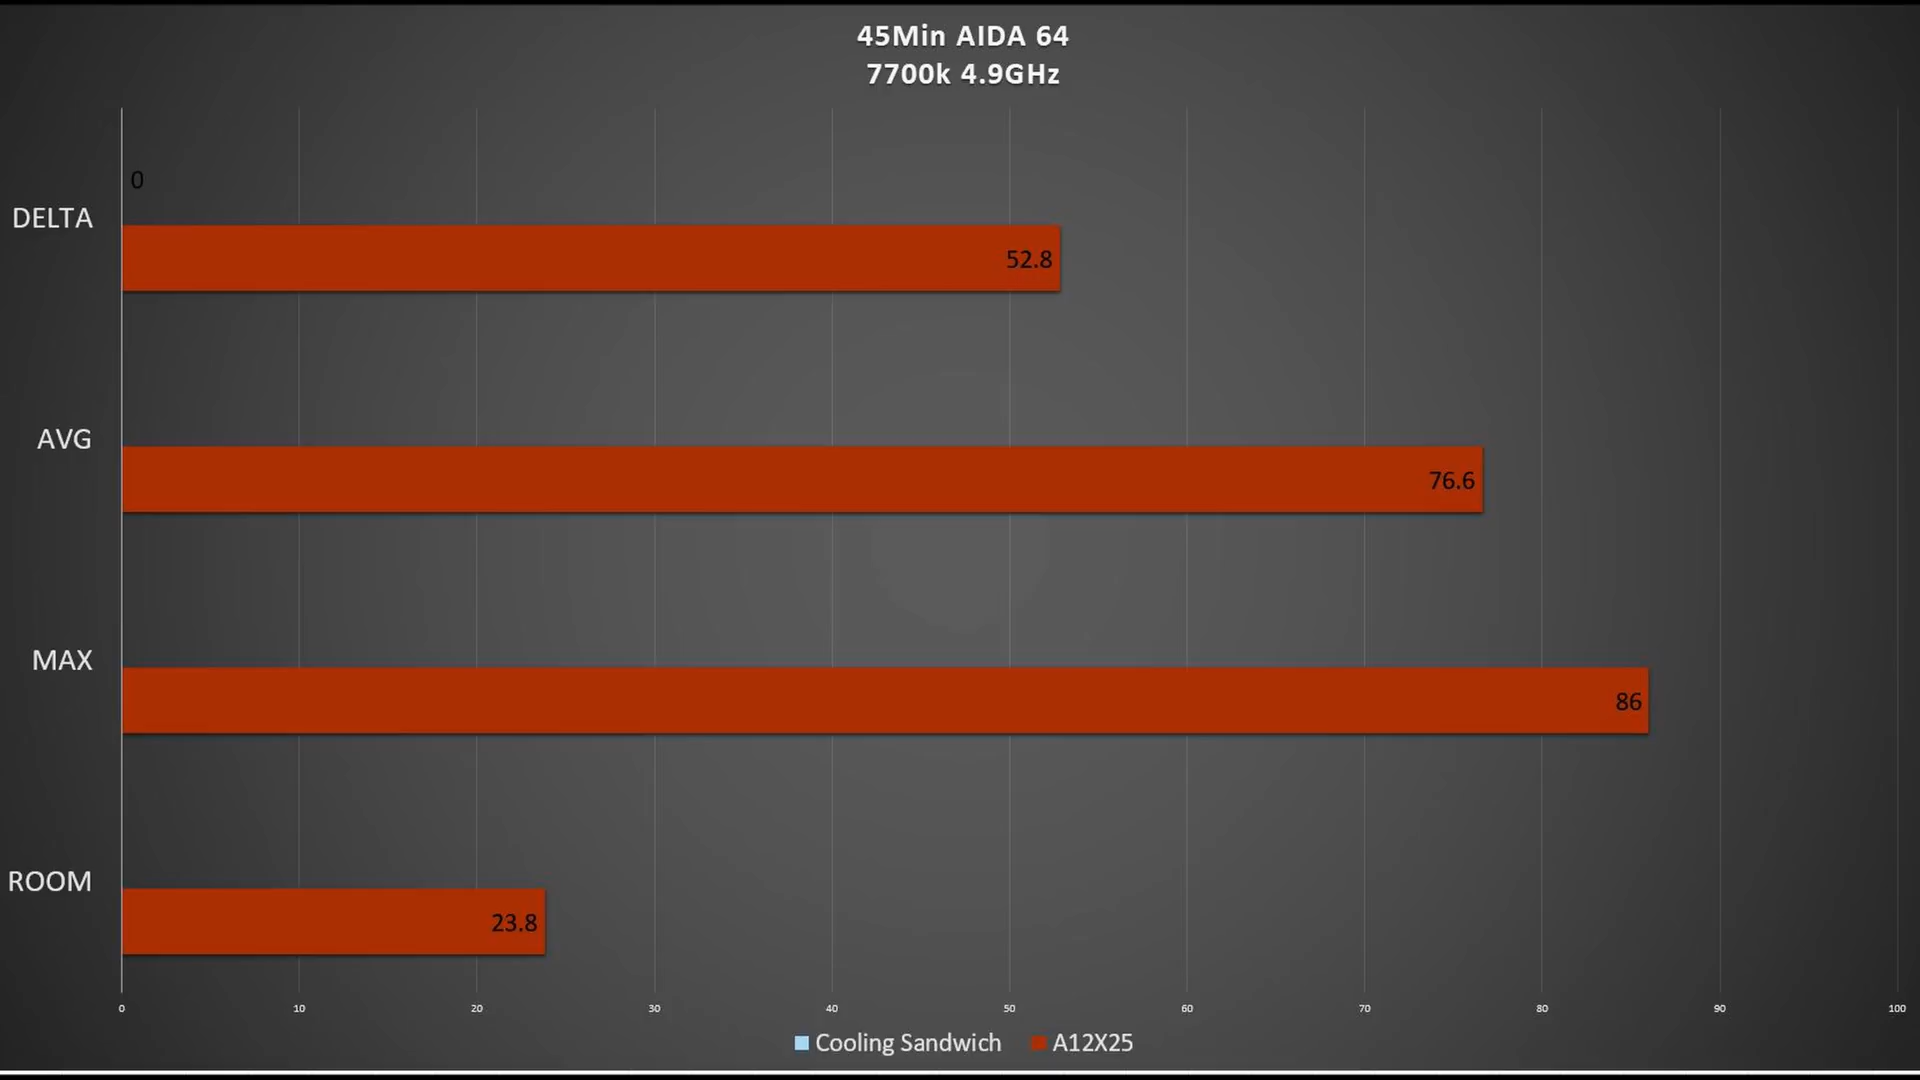 45Min AIDA 64
7700k 4.9GHz
0
DELTA
52.8
AVG
76.6
MAX
86
ROOM
23.8
0 10 20 30 40 50 60 70 80 90 100
Cooling Sandwich A12X25